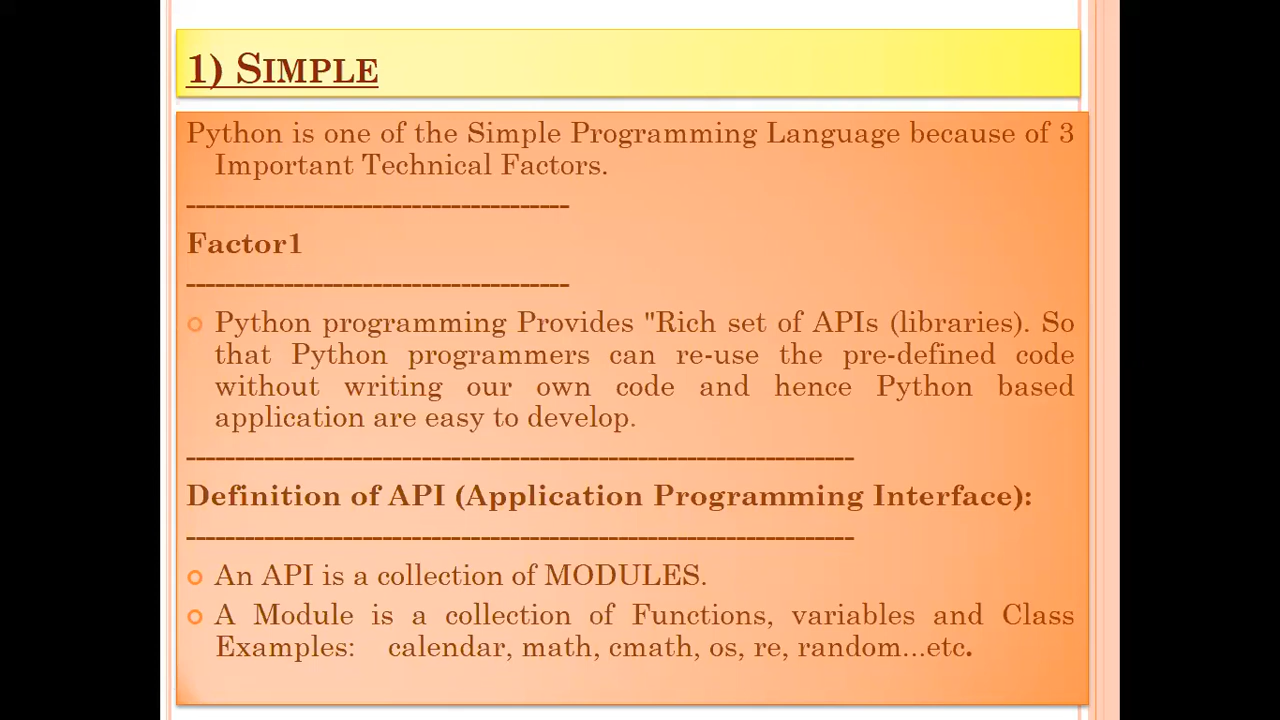 1) SIMPLE
Python is one of the Simple Programming Language because of 3
Important Technical Factors.
---------------------------------------
Factor1
---------------------------------------
Python programming Provides "Rich set of APIs (libraries). So
that Python programmers can re-use the pre-defined code
without writing our own code and hence Python based
application are easy to develop.
--------------------------------------------------------------------
Definition of API (Application Programming Interface):
--------------------------------------------------------------------
An API is a collection of MODULES.
A Module is a collection of Functions, variables and Class
Examples: calendar, math, cmath, os, re, random...etc.